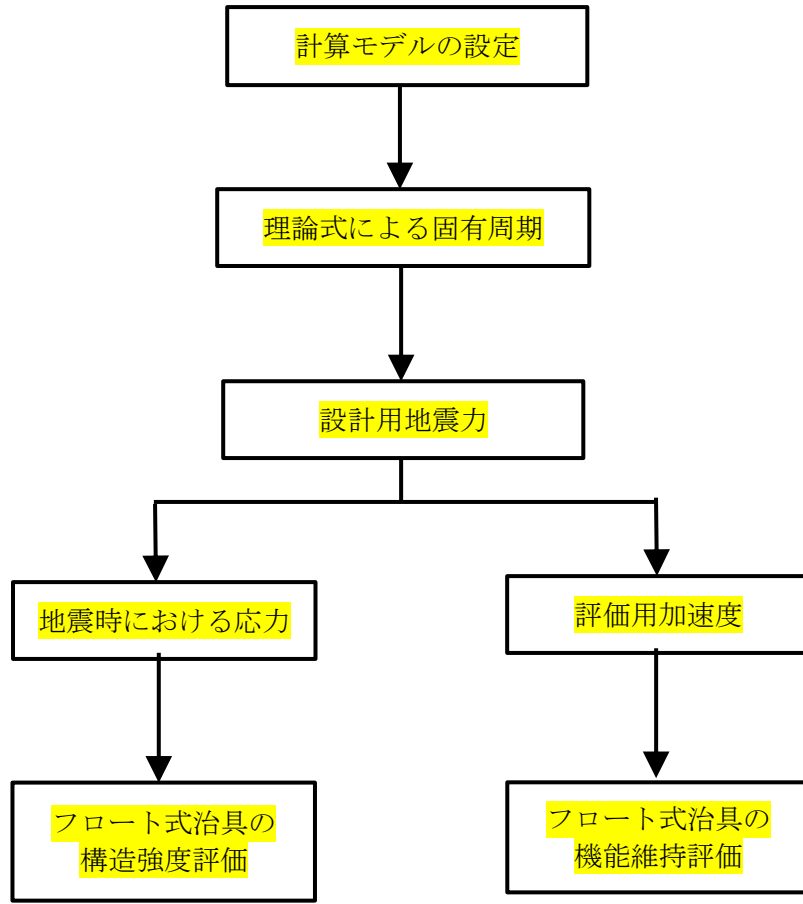 計算モデルの設定
理論式による固有周期
設計用地震力
地震時における応力
評価用加速度
フロート式治具の
構造強度評価
フロート式治具の
機能維持評価